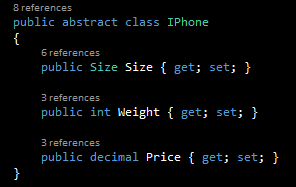 8 references
public abstract class IPhone
{
6 references
public Size Size { get; set; }
3 references
public int Weight { get; set; }
3 references
public decimal Price { get; set; }
}